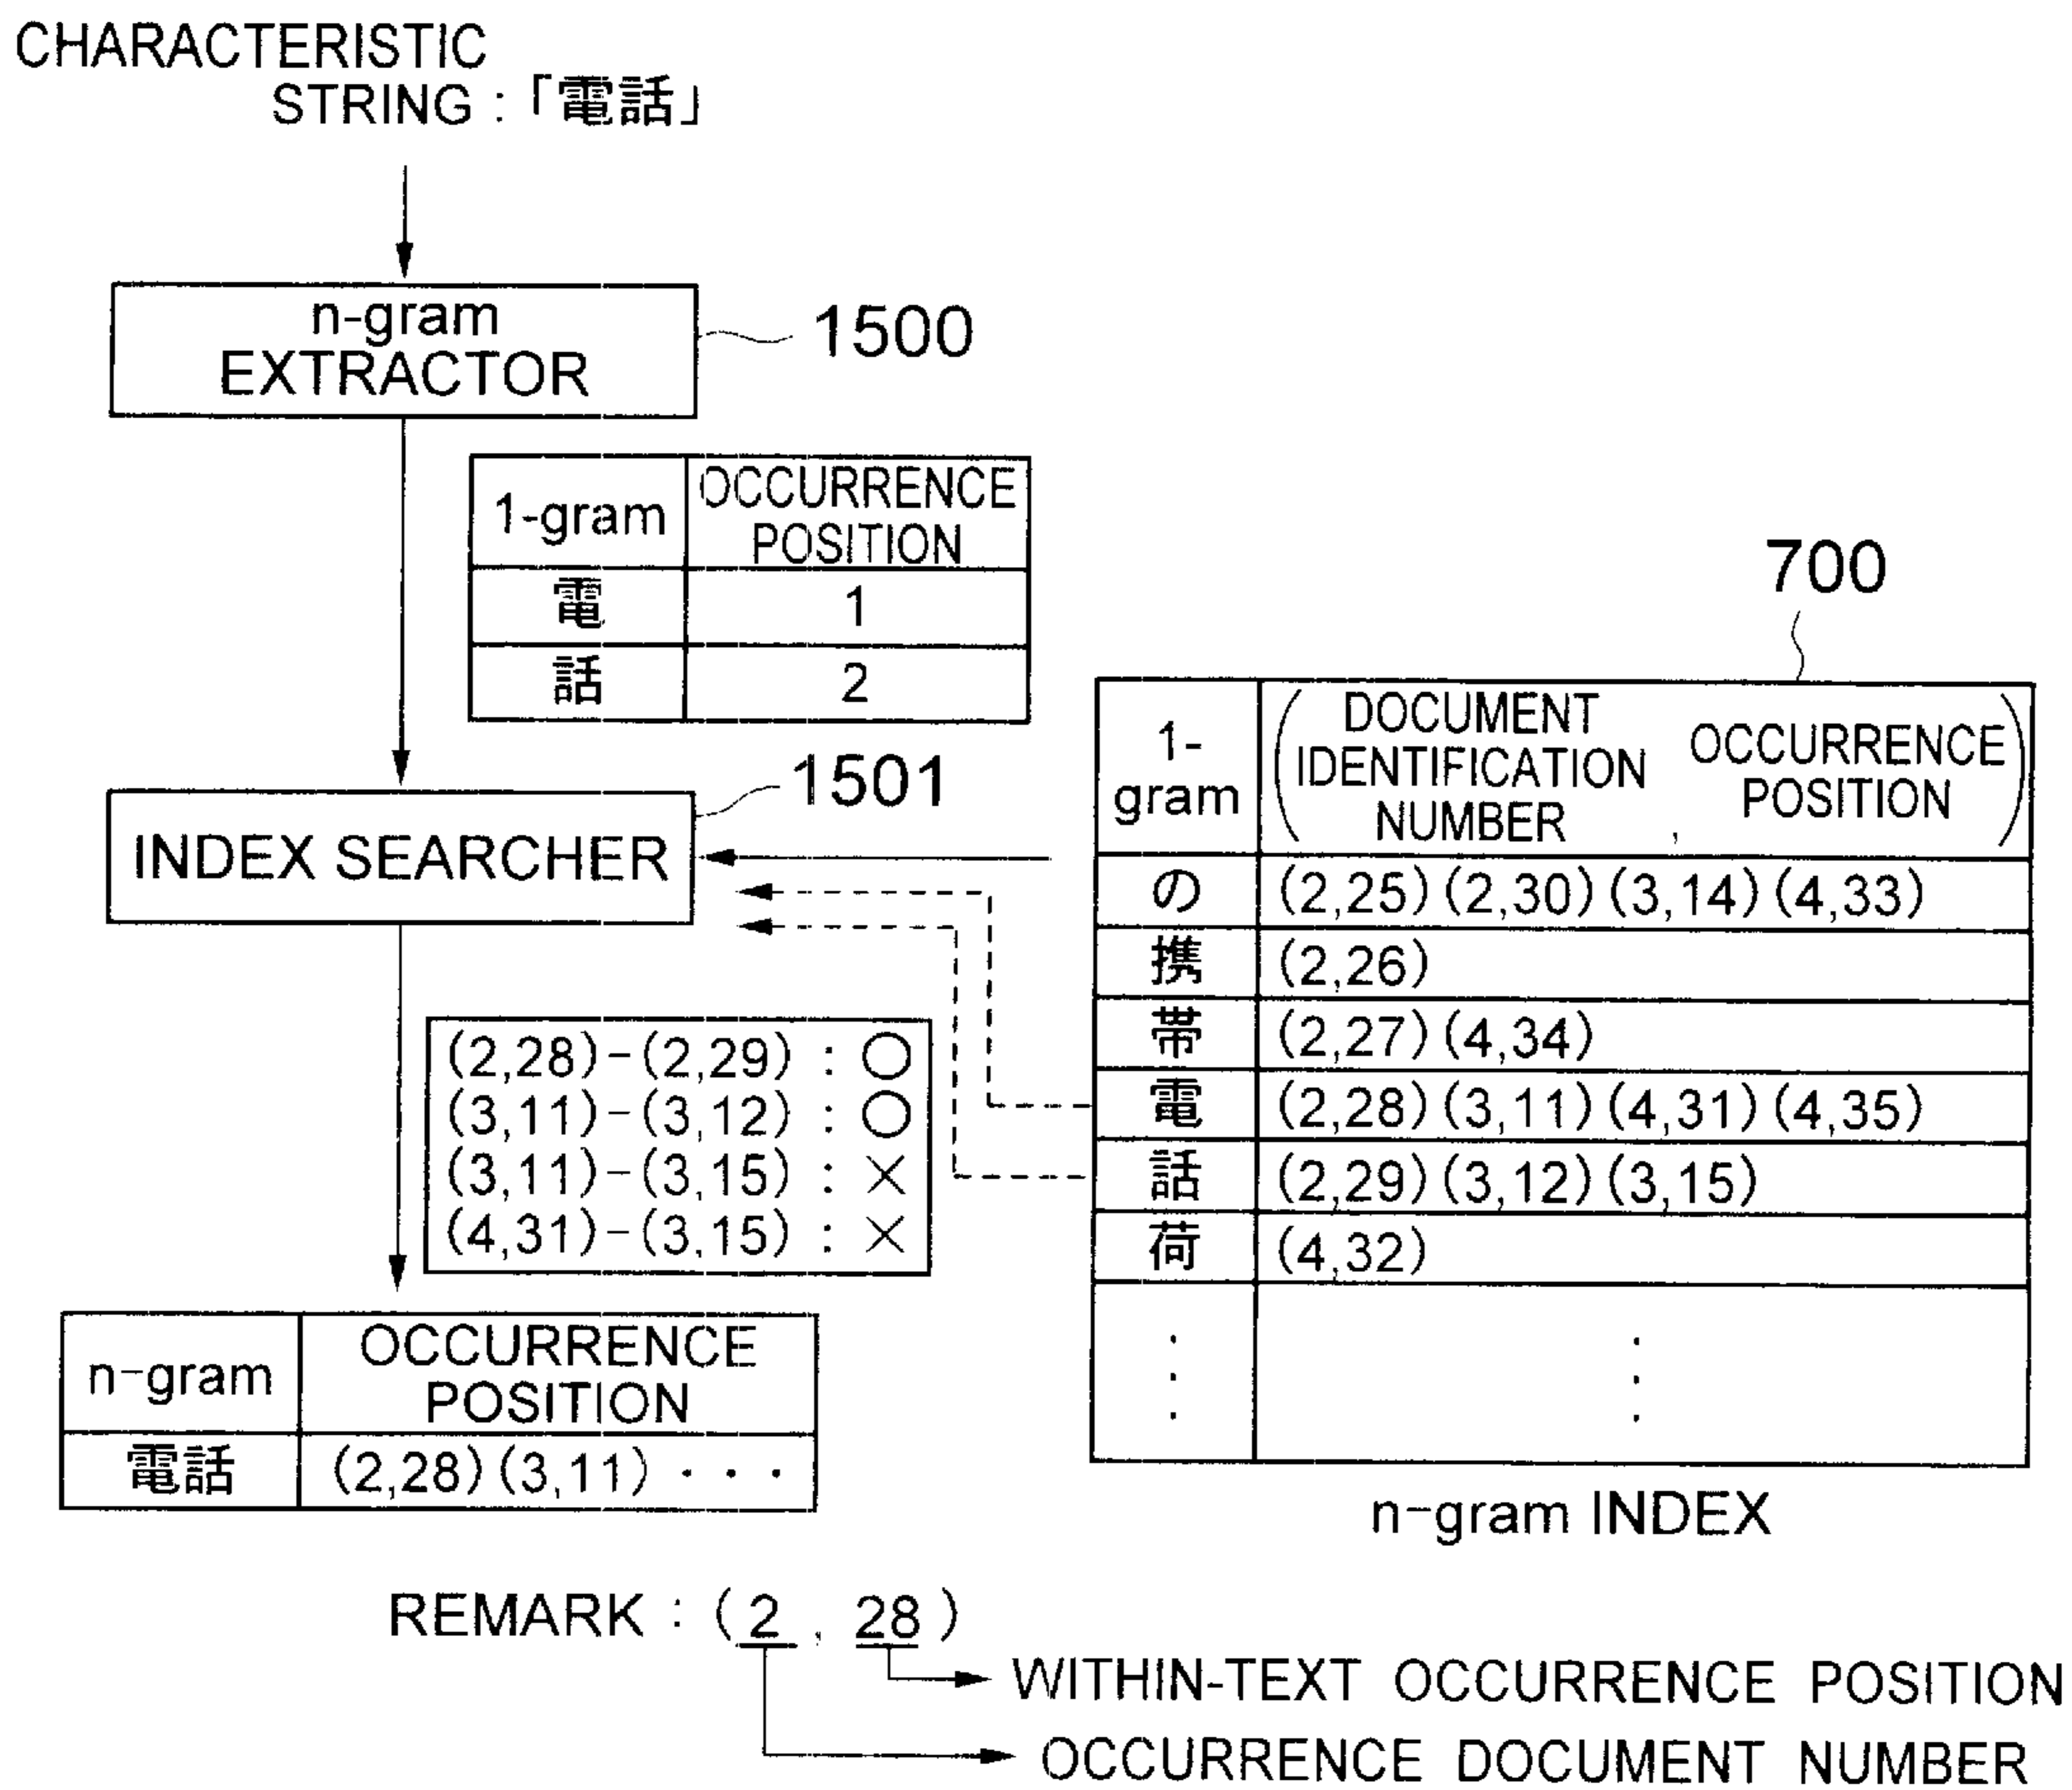 CHARACTERISTIC
STRING :「電話」
n-gram
EXTRACTOR
1500
1-gram
OCCURRENCE
POSITION
電 1
話 2
INDEX SEARCHER
1501
700
1-
gram
DOCUMENT
IDENTIFICATION
NUMBER
,
OCCURRENCE
POSITION
の (2,25)(2,30)(3,14)(4,33)
携 (2,26)
帯 (2,27)(4,34)
電 (2,28)(3,11)(4,31)(4,35)
話 (2,29)(3,12)(3,15)
荷 (4,32)
n-gram INDEX
(2,28)-(2,29) : ○
(3,11)-(3,12) : ○
(3,11)-(3,15) : ×
(4,31)-(3,15) : ×
n-gram
OCCURRENCE
POSITION
電話 (2,28)(3,11)・・・
REMARK : (2 , 28)
WITHIN-TEXT OCCURRENCE POSITION
OCCURRENCE DOCUMENT NUMBER